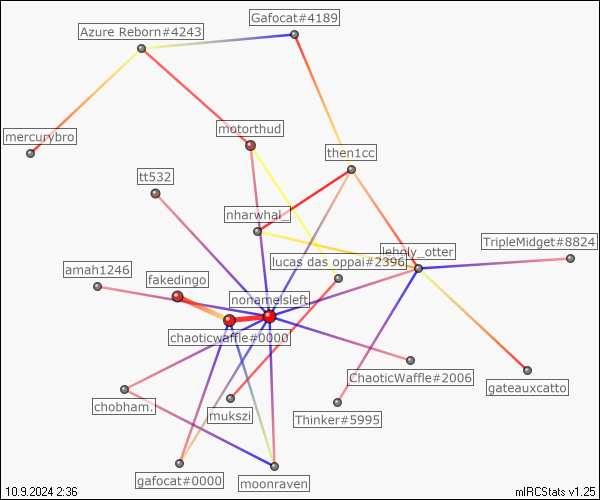 Gafocat#4189
Azure Reborn#4243
motorthud
mercurybro
then1cc
tt532
nharwhal_
leholy_otter
TripleMidget#8824
lucas das oppai#2396
amah1246
fakedingo
nonameisleft
chaoticwaffle#0000
ChaoticWaffle#2006
gateauxcatto
chobham.
mukszi
Thinker#5995
gafocat#0000
moonraven
10.9.2024 2:36
mIRCStats v1.25